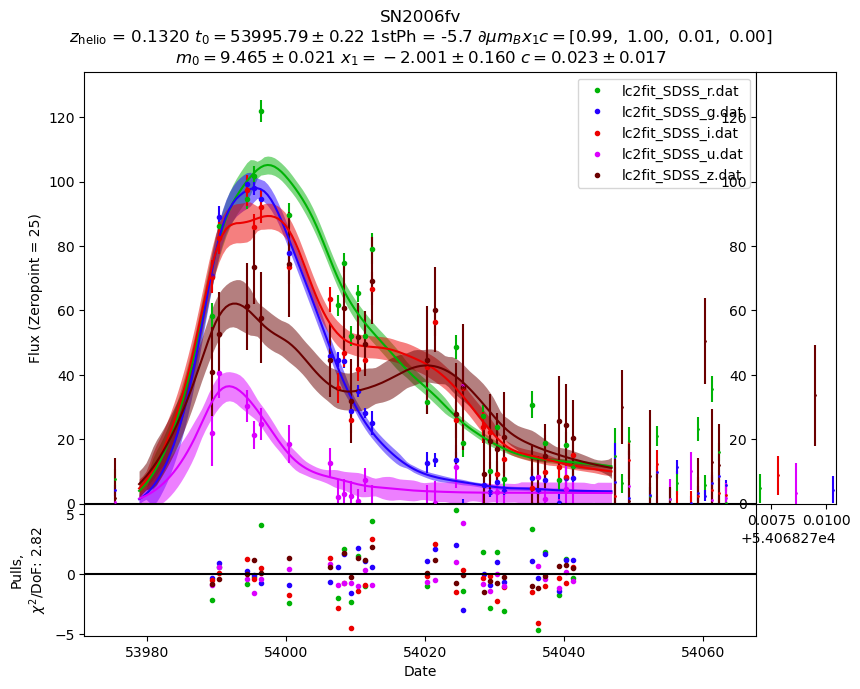 SN2006fv
z_helio = 0.1320 t_0 = 53995.79 ± 0.22 1stPh = -5.7 ∂μm_Bx_1c = [0.99, 1.00, 0.01, 0.00]
m_0 = 9.465 ± 0.021 x_1 = −2.001 ± 0.160 c = 0.023 ± 0.017
lc2fit_SDSS_r.dat
lc2fit_SDSS_g.dat
lc2fit_SDSS_i.dat
lc2fit_SDSS_u.dat
lc2fit_SDSS_z.dat
Flux (Zeropoint = 25)
120
100
80
60
40
20
0
120
100
80
60
40
20
0
0.0075 0.0100
+5.406827e4
Pulls,
χ²/DoF: 2.82
5
0
−5
53980 54000 54020 54040 54060
Date